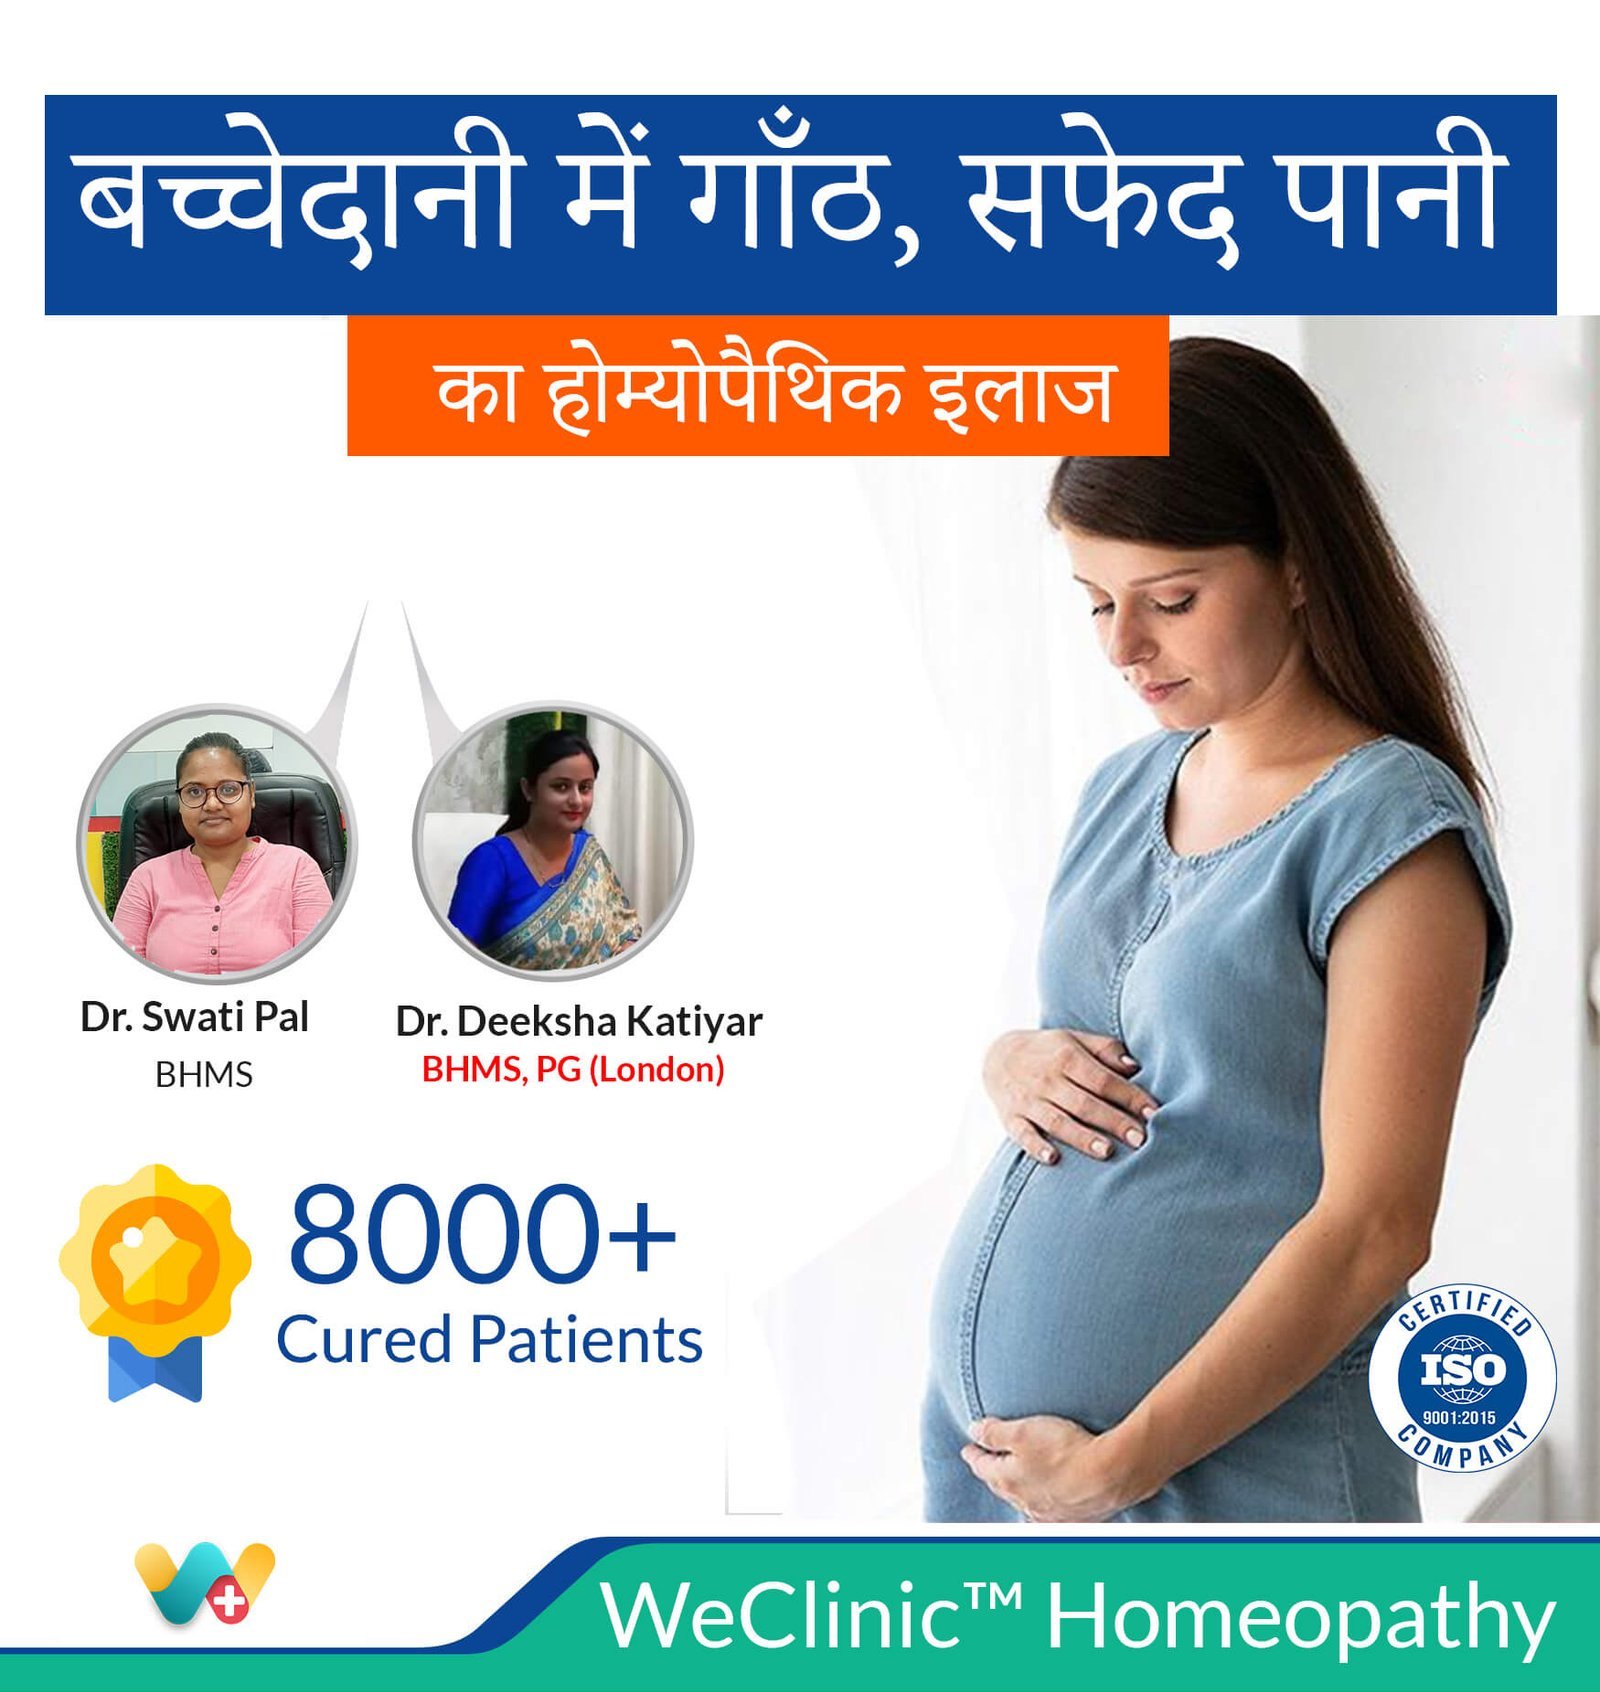 बच्चेदानी में गाँठ, सफेद पानी
का होम्योपैथिक इलाज
Dr. Swati Pal
BHMS
Dr. Deeksha Katiyar
BHMS, PG (London)
8000+
Cured Patients
CERTIFIED
ISO
9001:2015
COMPANY
WeClinic™ Homeopathy